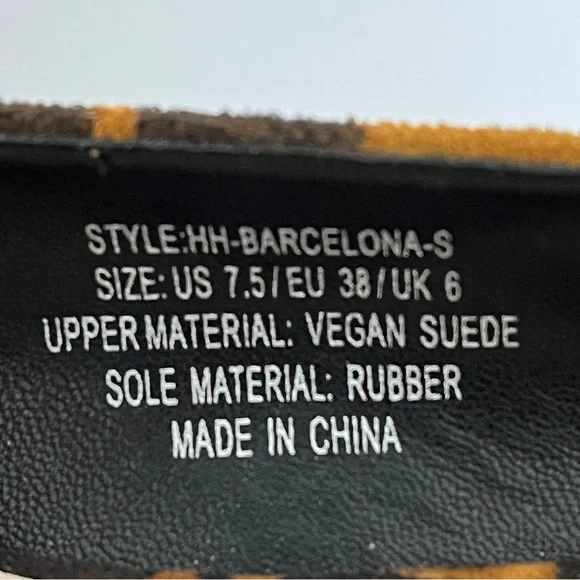 STYLE:HH-BARCELONA-S
SIZE: US 7.5/EU 38/UK 6
UPPER MATERIAL: VEGAN SUEDE
SOLE MATERIAL: RUBBER
MADE IN CHINA